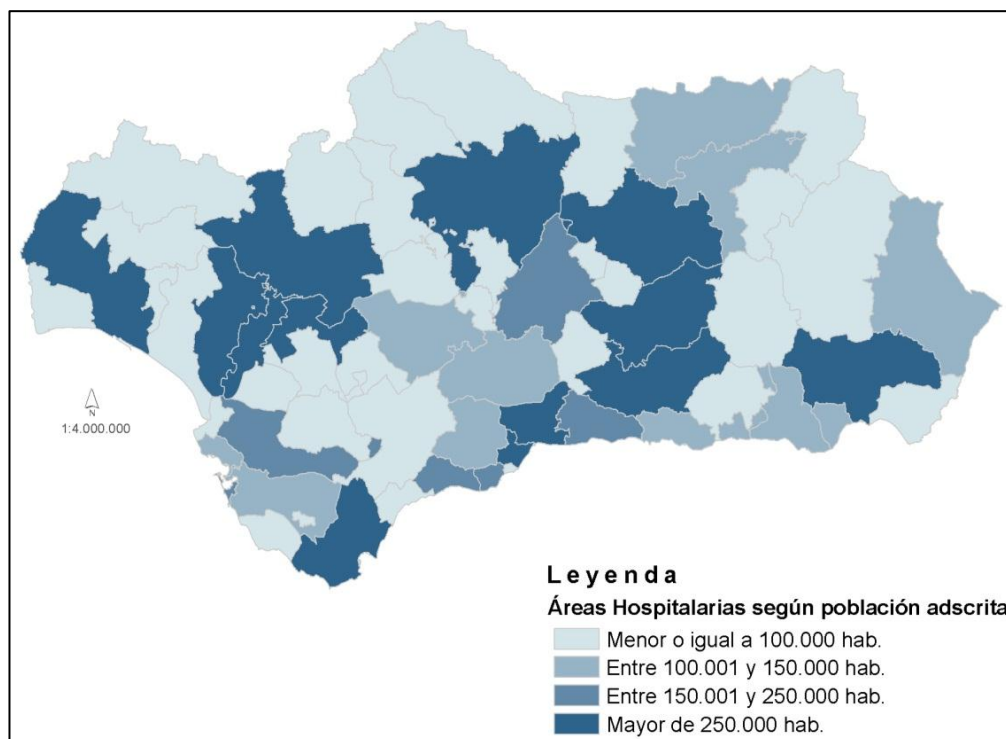 N
1:4.000.000
Leyenda
Áreas Hospitalarias según población adscrita
Menor o igual a 100.000 hab.
Entre 100.001 y 150.000 hab.
Entre 150.001 y 250.000 hab.
Mayor de 250.000 hab.